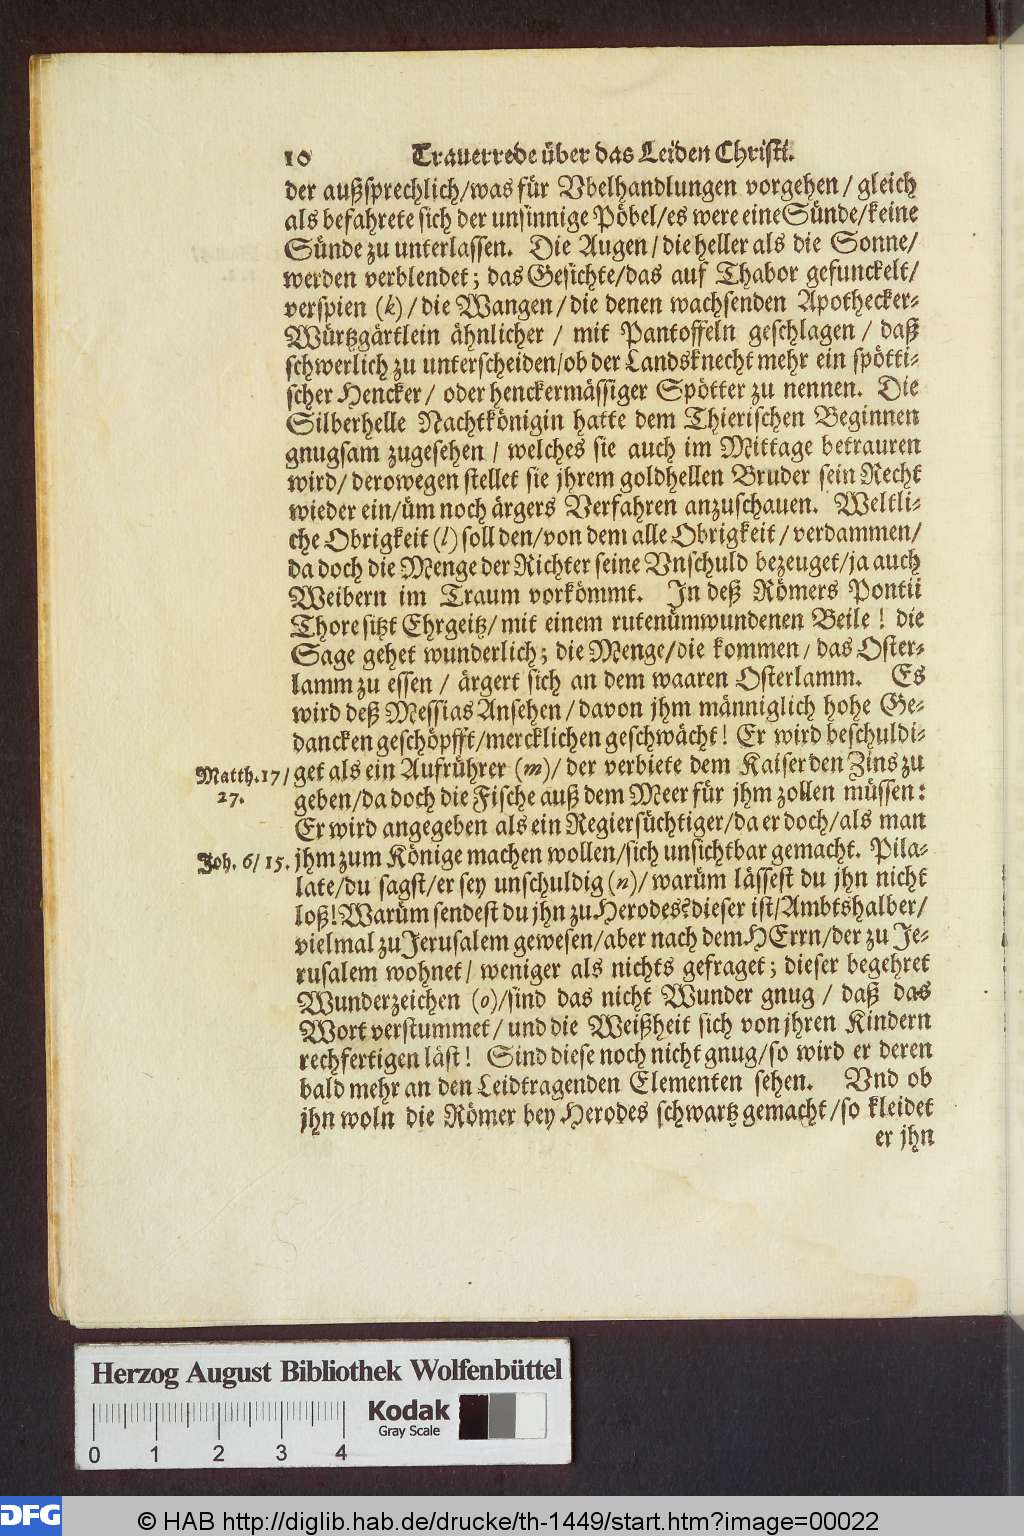 10 Trauerrede über das Leiden Christi.
der außsprechlich/was für Vbelhandlungen vorgehen/ gleich
als befahrete sich der unsinnige Pöbel/es were eine Sünde/keine
Sünde zu unterlassen. Die Augen/die heller als die Sonne/
werden verblendet; das Gesichte/das auf Thabor gefunckelt/
verspien (k)/die Wangen/die denen wachsenden Apothecker-
Würtzgärtlein ähnlicher / mit Pantoffeln geschlagen / daß
schwerlich zu unterscheiden/ob der Landsknecht mehr ein spötti-
scher Hencker/ oder henckermässiger Spötter zu nennen. Die
Silberhelle Nachtkönigin hatte dem Thierischen Beginnen
gnugsam zugesehen / welches sie auch im Mittage betrauren
wird/ derowegen stellet sie jhrem goldhellen Bruder sein Recht
wieder ein/üm noch ärgers Verfahren anzuschauen. Weltli-
che Obrigkeit (l) soll den/von dem alle Obrigkeit/verdammen/
da doch die Menge der Richter seine Vnschuld bezeuget/ja auch
Weibern im Traum vorkömmt. In deß Römers Pontii
Thore sitzt Ehrgeitz/mit einem rutenümwundenen Beile! die
Sage gehet wunderlich; die Menge/die kommen/das Oster-
lamm zu essen / ärgert sich an dem waaren Osterlamm. Es
wird deß Messias Ansehen/davon jhm männiglich hohe Ge-
dancken geschöpfft/mercklichen geschwächt! Er wird beschuldi-
Matth. 17/ get als ein Aufrührer (m)/ der verbiete dem Kaiser den Zins zu
27. geben/da doch die Fische auß dem Meer für jhm zollen müssen:
Er wird angegeben als ein Regiersüchtiger/da er doch/als man
Joh. 6/ 15. jhm zum Könige machen wollen/sich unsichtbar gemacht. Pila-
late/du sagst/er sey unschuldig (n)/ warüm lässest du jhn nicht
loß! Warüm sendest du jhn zu Herodes? dieser ist/Ambtshalber/
vielmal zu Jerusalem gewesen/aber nach dem HErrn/der zu Je-
rusalem wohnet/ weniger als nichts gefraget; dieser begehret
Wunderzeichen (o)/sind das nicht Wunder gnug / daß das
Wort verstummet/ und die Weißheit sich von jhren Kindern
rechfertigen läst! Sind diese noch nicht gnug/so wird er deren
bald mehr an den Leidtragenden Elementen sehen. Vnd ob
jhn woln die Römer bey Herodes schwartz gemacht/so kleidet
er jhn
Herzog August Bibliothek Wolfenbüttel
Kodak
Gray Scale
0 1 2 3 4
DFG © HAB http://diglib.hab.de/drucke/th-1449/start.htm?image=00022